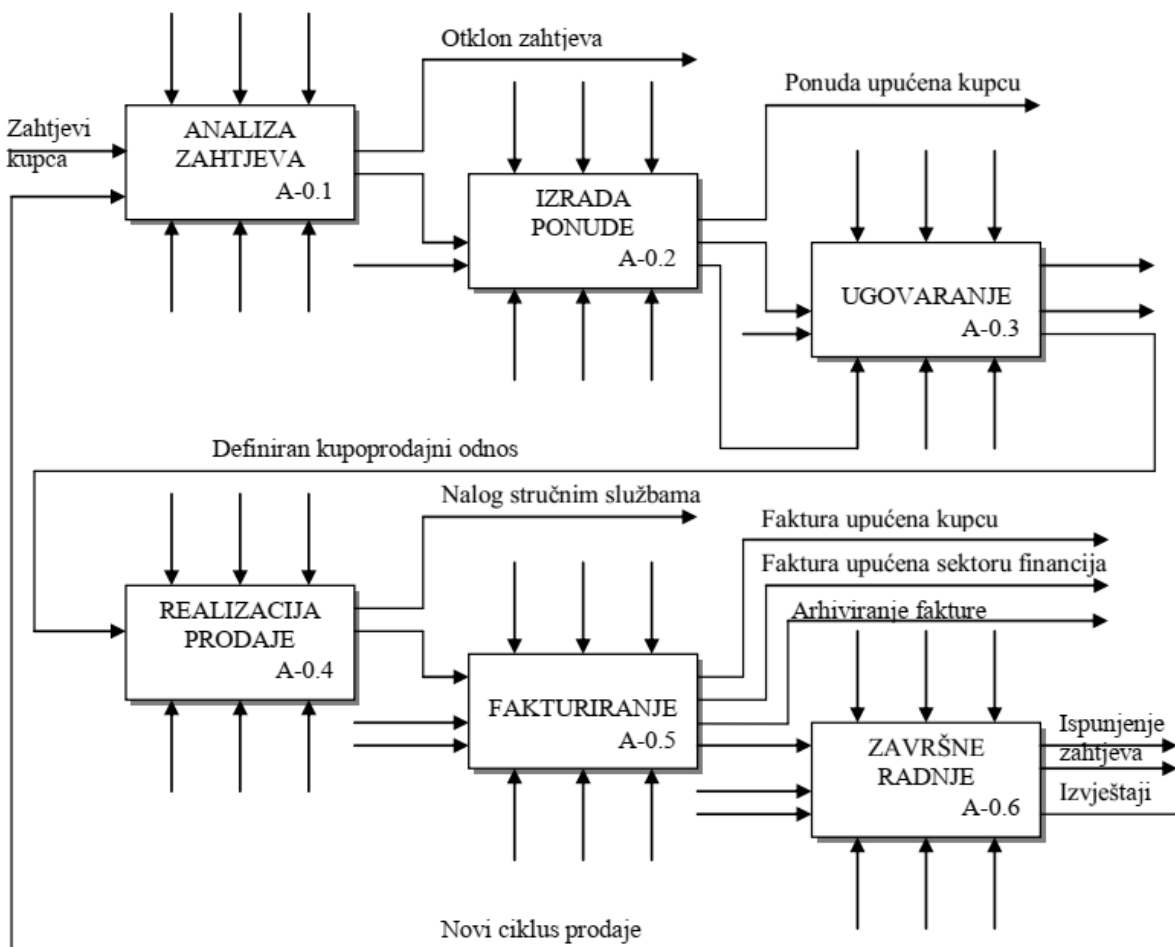 Otklon zahtjeva
Ponuda upućena kupcu
Zahtjevi
kupca
ANALIZA
ZAHTJEVA
A-0.1
IZRADA
PONUDE
A-0.2
UGOVARANJE
A-0.3
Definiran kupoprodajni odnos
Nalog stručnim službama
Faktura upućena kupcu
Faktura upućena sektoru financija
Arhiviranje fakture
REALIZACIJA
PRODAJE
A-0.4
FAKTURIRANJE
A-0.5
ZAVRŠNE
RADNJE
A-0.6
Ispunjenje
zahtjeva
Izvještaji
Novi ciklus prodaje